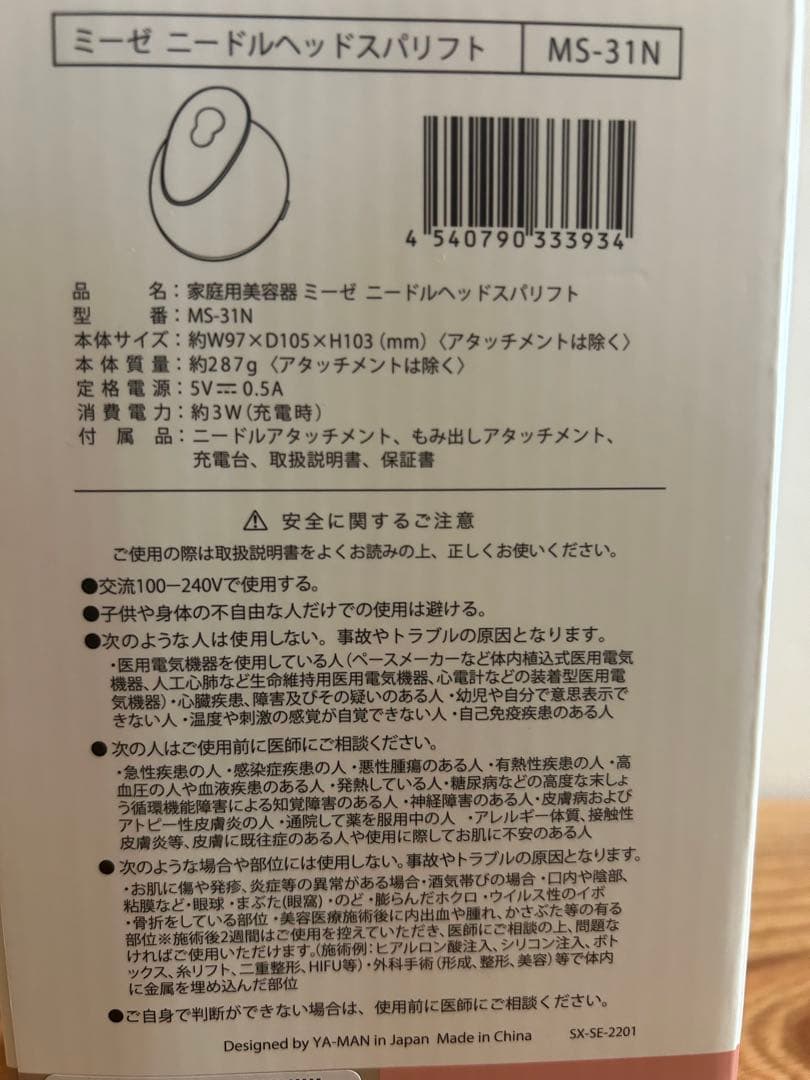 ミーゼ ニードルヘッドスパリフト MS-31N
4 540790 333934
品名：家庭用美容器 ミーゼ ニードルヘッドスパリフト
型番：MS-31N
本体サイズ：約W97×D105×H103（mm）〈アタッチメントは除く〉
本体質量：約287g〈アタッチメントは除く〉
定格電源：5V⎓0.5A
消費電力：約3W（充電時）
付属品：ニードルアタッチメント、もみ出しアタッチメント、
充電台、取扱説明書、保証書
⚠ 安全に関するご注意
ご使用の際は取扱説明書をよくお読みの上、正しくお使いください。
●交流100－240Vで使用する。
●子供や身体の不自由な人だけでの使用は避ける。
●次のような人は使用しない。事故やトラブルの原因となります。
・医用電気機器を使用している人（ペースメーカーなど体内植込式医用電気
機器、人工心肺など生命維持用医用電気機器、心電計などの装着型医用電
気機器）・心臓疾患、障害及びその疑いのある人・幼児や自分で意思表示で
きない人・温度や刺激の感覚が自覚できない人・自己免疫疾患のある人
●次の人はご使用前に医師にご相談ください。
・急性疾患の人・感染症疾患の人・悪性腫瘍のある人・有熱性疾患の人・高
血圧の人や血液疾患のある人・発熱している人・糖尿病などの高度な末しょ
う循環機能障害による知覚障害のある人・神経障害のある人・皮膚病および
アトピー性皮膚炎の人・通院して薬を服用中の人 ・アレルギー体質、接触性
皮膚炎等、皮膚に既往症のある人や使用に際してお肌に不安のある人
●次のような場合や部位には使用しない。事故やトラブルの原因となります。
・お肌に傷や発疹、炎症等の異常がある場合・酒気帯びの場合・口内や陰部、
粘膜など・眼球・まぶた（眼窩）・のど・膨らんだホクロ・ウイルス性のイボ
・骨折をしている部位・美容医療施術後に内出血や腫れ、かさぶた等の有る
部位※施術後2週間はご使用を控えていただき、医師にご相談の上、問題な
ければご使用いただけます。（施術例：ヒアルロン酸注入、シリコン注入、ボト
ックス、糸リフト、二重整形、HIFU等）・外科手術（形成、整形、美容）等で体内
に金属を埋め込んだ部位
●ご自身で判断ができない場合は、使用前に医師にご相談ください。
Designed by YA-MAN in Japan Made in China SX-SE-2201